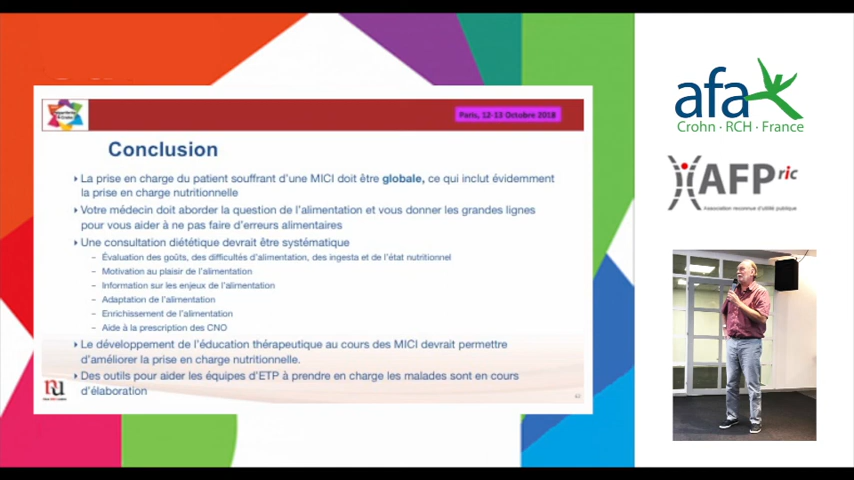 Paris, 12-13 Octobre 2018
Conclusion
La prise en charge du patient souffrant d'une MICI doit être globale, ce qui inclut évidemment
la prise en charge nutritionnelle
Votre médecin doit aborder la question de l'alimentation et vous donner les grandes lignes
pour vous aider à ne pas faire d'erreurs alimentaires
Une consultation diététique devrait être systématique
– Évaluation des goûts, des difficultés d'alimentation, des ingesta et de l'état nutritionnel
– Motivation au plaisir de l'alimentation
– Information sur les enjeux de l'alimentation
– Adaptation de l'alimentation
– Enrichissement de l'alimentation
– Aide à la prescription des CNO
Le développement de l'éducation thérapeutique au cours des MICI devrait permettre
d'améliorer la prise en charge nutritionnelle.
Des outils pour aider les équipes d'ETP à prendre en charge les malades sont en cours
d'élaboration
afa
Crohn · RCH · France
AFPric
Association reconnue d'utilité publique